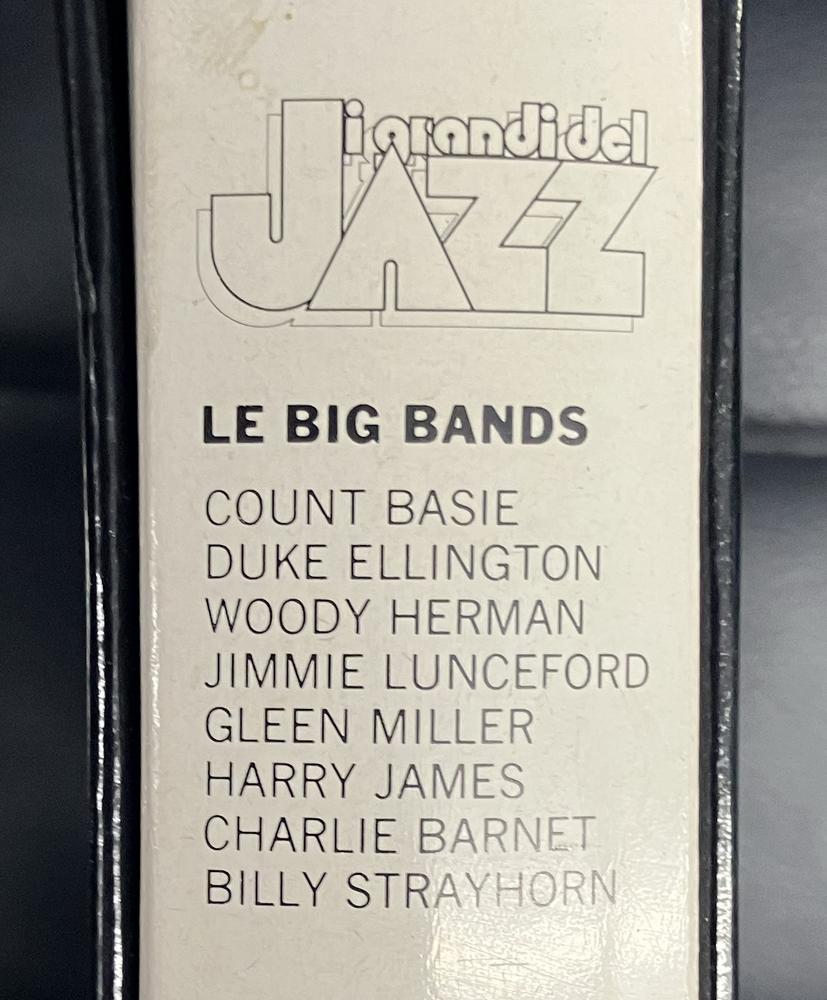 i grandi del
JAZZ
LE BIG BANDS
COUNT BASIE
DUKE ELLINGTON
WOODY HERMAN
JIMMIE LUNCEFORD
GLEEN MILLER
HARRY JAMES
CHARLIE BARNET
BILLY STRAYHORN